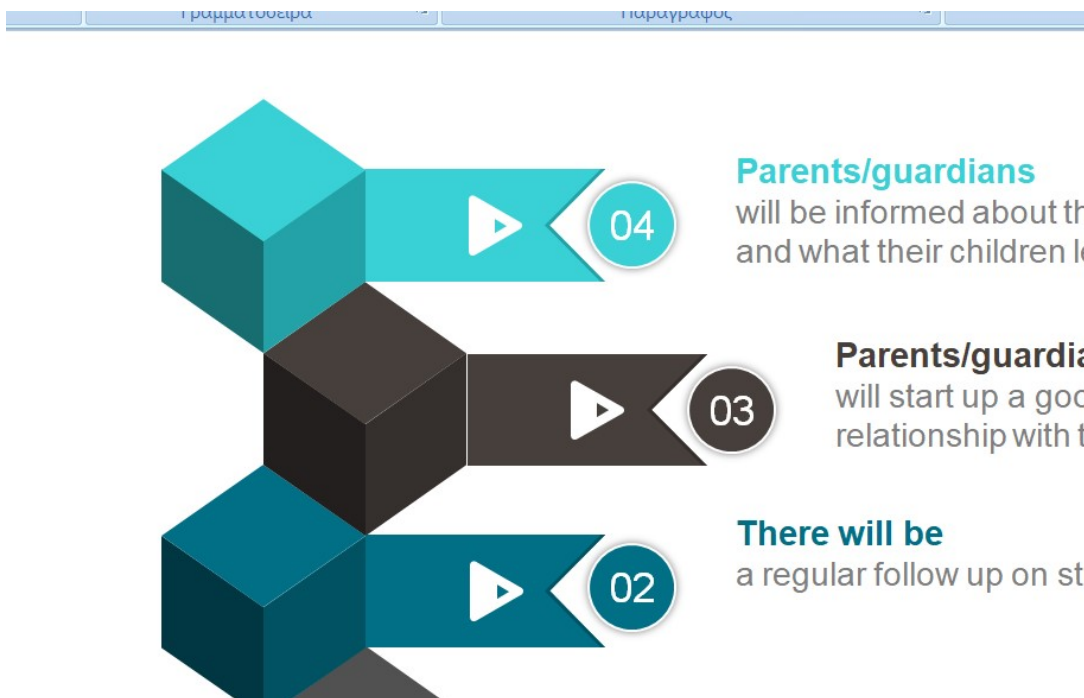 Γραμματοσειρά
Παράγραφος
04
Parents/guardians
will be informed about
and what their children
03
will start up a
relationship with
02
There will be
a regular follow up on